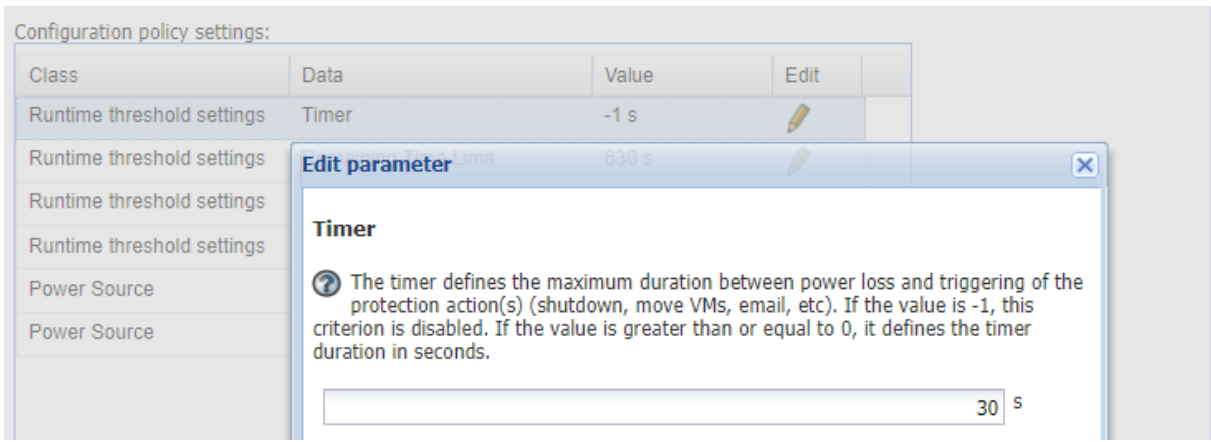 Configuration policy settings:
Class Data Value Edit
Runtime threshold settings Timer -1 s
Runtime threshold settings Remaining Time Limit 630 s
Edit parameter
Runtime threshold settings
Timer
Runtime threshold settings
The timer defines the maximum duration between power loss and triggering of the
Power Source
protection action(s) (shutdown, move VMs, email, etc). If the value is -1, this
criterion is disabled. If the value is greater than or equal to 0, it defines the timer
Power Source
duration in seconds.
30 s